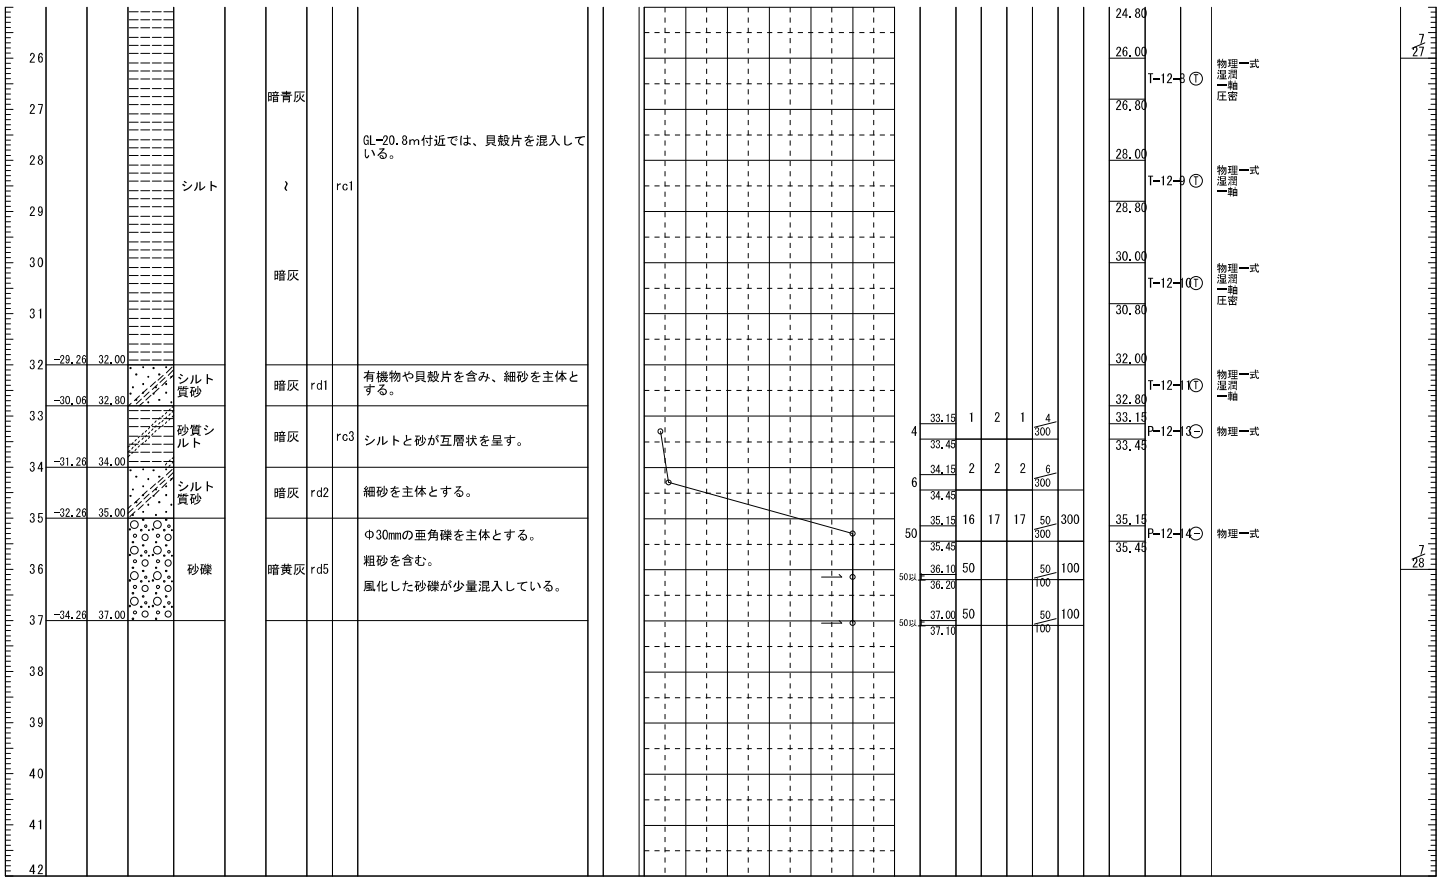 24.80
26
26.00
7
27
T-12-8 T
物理一式
湿潤
一軸
圧密
暗青灰
26.80
27
GL-20.8m付近では、貝殻片を混入して
いる。
28
28.00
シルト
~
rc1
T-12-9 T
物理一式
湿潤
一軸
28.80
29
30
30.00
暗灰
T-12-10 T
物理一式
湿潤
一軸
圧密
30.80
31
32
-29.26 32.00
32.00
シルト
質砂
暗灰 rd1
有機物や貝殻片を含み、細砂を主体と
する。
T-12-11 T
物理一式
湿潤
一軸
-30.06 32.80
32.80
33
砂質シ
ルト
暗灰
rc3
シルトと砂が互層状を呈す。
4
33.15 1 2 1 4
300
33.45
33.15
P-12-13 物理一式
33.45
34
-31.26 34.00
シルト
質砂
暗灰 rd2
細砂を主体とする。
6
34.15 2 2 2 6
300
34.45
35
-32.26 35.00
Φ30mmの亜角礫を主体とする。
50
35.15 16 17 17 50 300
300
35.45
35.15
P-12-14 物理一式
35.45
砂礫
暗黄灰 rd5
粗砂を含む。
風化した砂礫が少量混入している。
36
50以上
36.10 50 50 100
100
36.20
7
28
37
-34.26 37.00
50以上
37.00 50 50 100
100
37.10
38
39
40
41
42